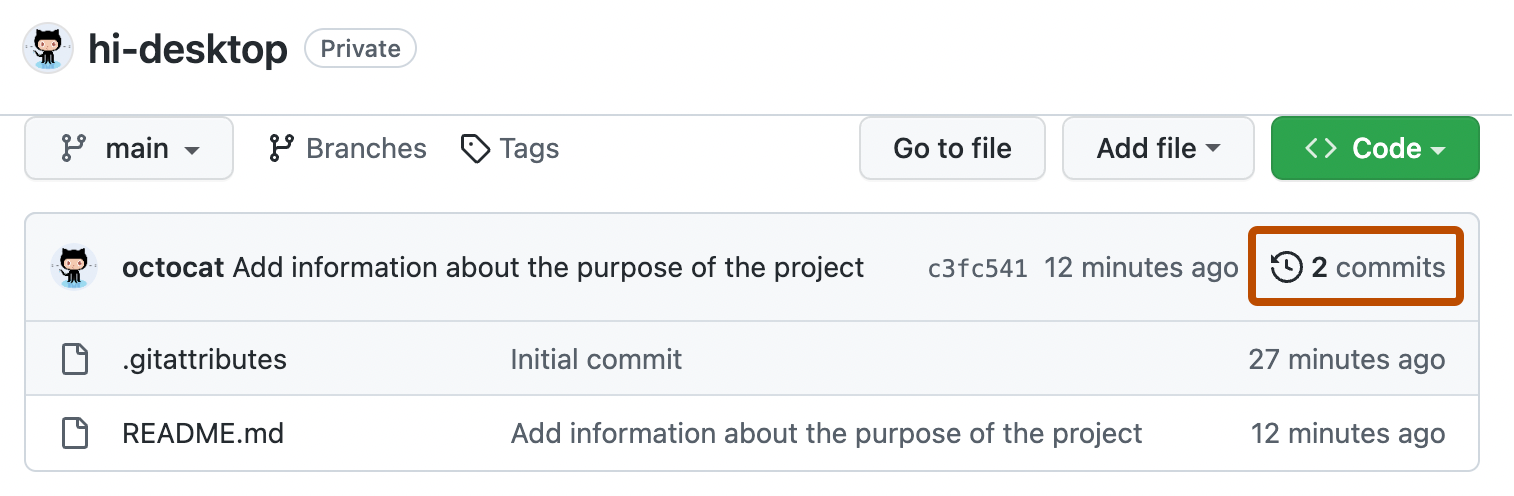 hi-desktop Private
main Branches Tags Go to file Add file Code
octocat Add information about the purpose of the project c3fc541 12 minutes ago 2 commits
.gitattributes Initial commit 27 minutes ago
README.md Add information about the purpose of the project 12 minutes ago